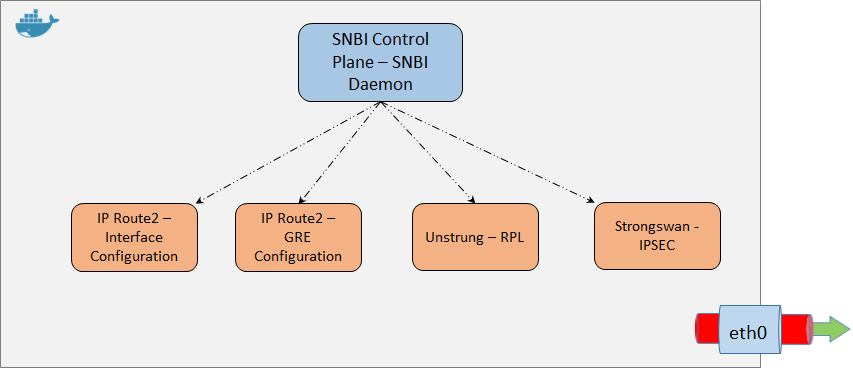 SNBI Control
Plane – SNBI
Daemon
IP Route2 –
Interface
Configuration
IP Route2 –
GRE
Configuration
Unstrung – RPL
Strongswan -
IPSEC
eth0